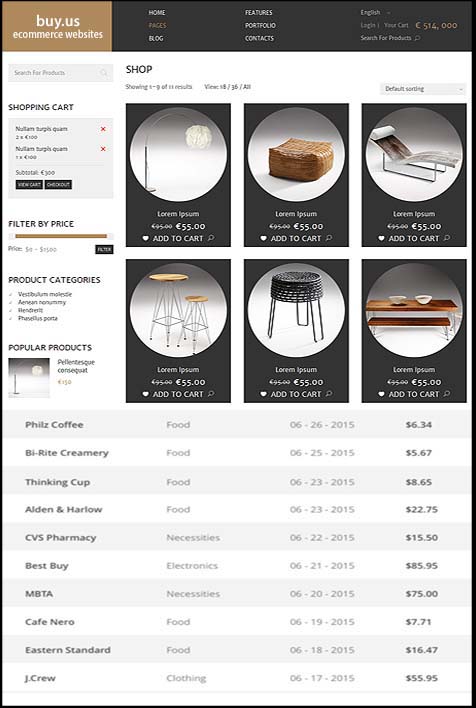 buy.us
ecommerce websites
HOME FEATURES English
PAGES PORTFOLIO Login | Your Cart € 514, 000
BLOG CONTACTS Search For Products
Search For Products
SHOP
Showing 1–9 of 11 results View: 18 / 36 / All Default sorting
SHOPPING CART
Nullam turpis quam
2 x €100
Nullam turpis quam
1 x €100
Subtotal: €300
VIEW CART CHECKOUT
FILTER BY PRICE
Price: $0 – $1500 FILTER
PRODUCT CATEGORIES
Vestibulum molestie
Aenean nonummy
Hendrerit
Phasellus porta
POPULAR PRODUCTS
Pellentesque
consequat
€150
Lorem Ipsum Lorem Ipsum Lorem Ipsum
€95.00 €55.00 €95.00 €55.00 €95.00 €55.00
ADD TO CART ADD TO CART ADD TO CART
Lorem Ipsum Lorem Ipsum Lorem Ipsum
€95.00 €55.00 €95.00 €55.00 €95.00 €55.00
ADD TO CART ADD TO CART ADD TO CART
Philz Coffee Food 06 - 26 - 2015 $6.34
Bi-Rite Creamery Food 06 - 25 - 2015 $5.67
Thinking Cup Food 06 - 23 - 2015 $8.65
Alden & Harlow Food 06 - 23 - 2015 $22.75
CVS Pharmacy Necessities 06 - 22 - 2015 $15.50
Best Buy Electronics 06 - 21 - 2015 $85.95
MBTA Necessities 06 - 20 - 2015 $75.00
Cafe Nero Food 06 - 19 - 2015 $7.71
Eastern Standard Food 06 - 18 - 2015 $16.47
J.Crew Clothing 06 - 17 - 2015 $55.95